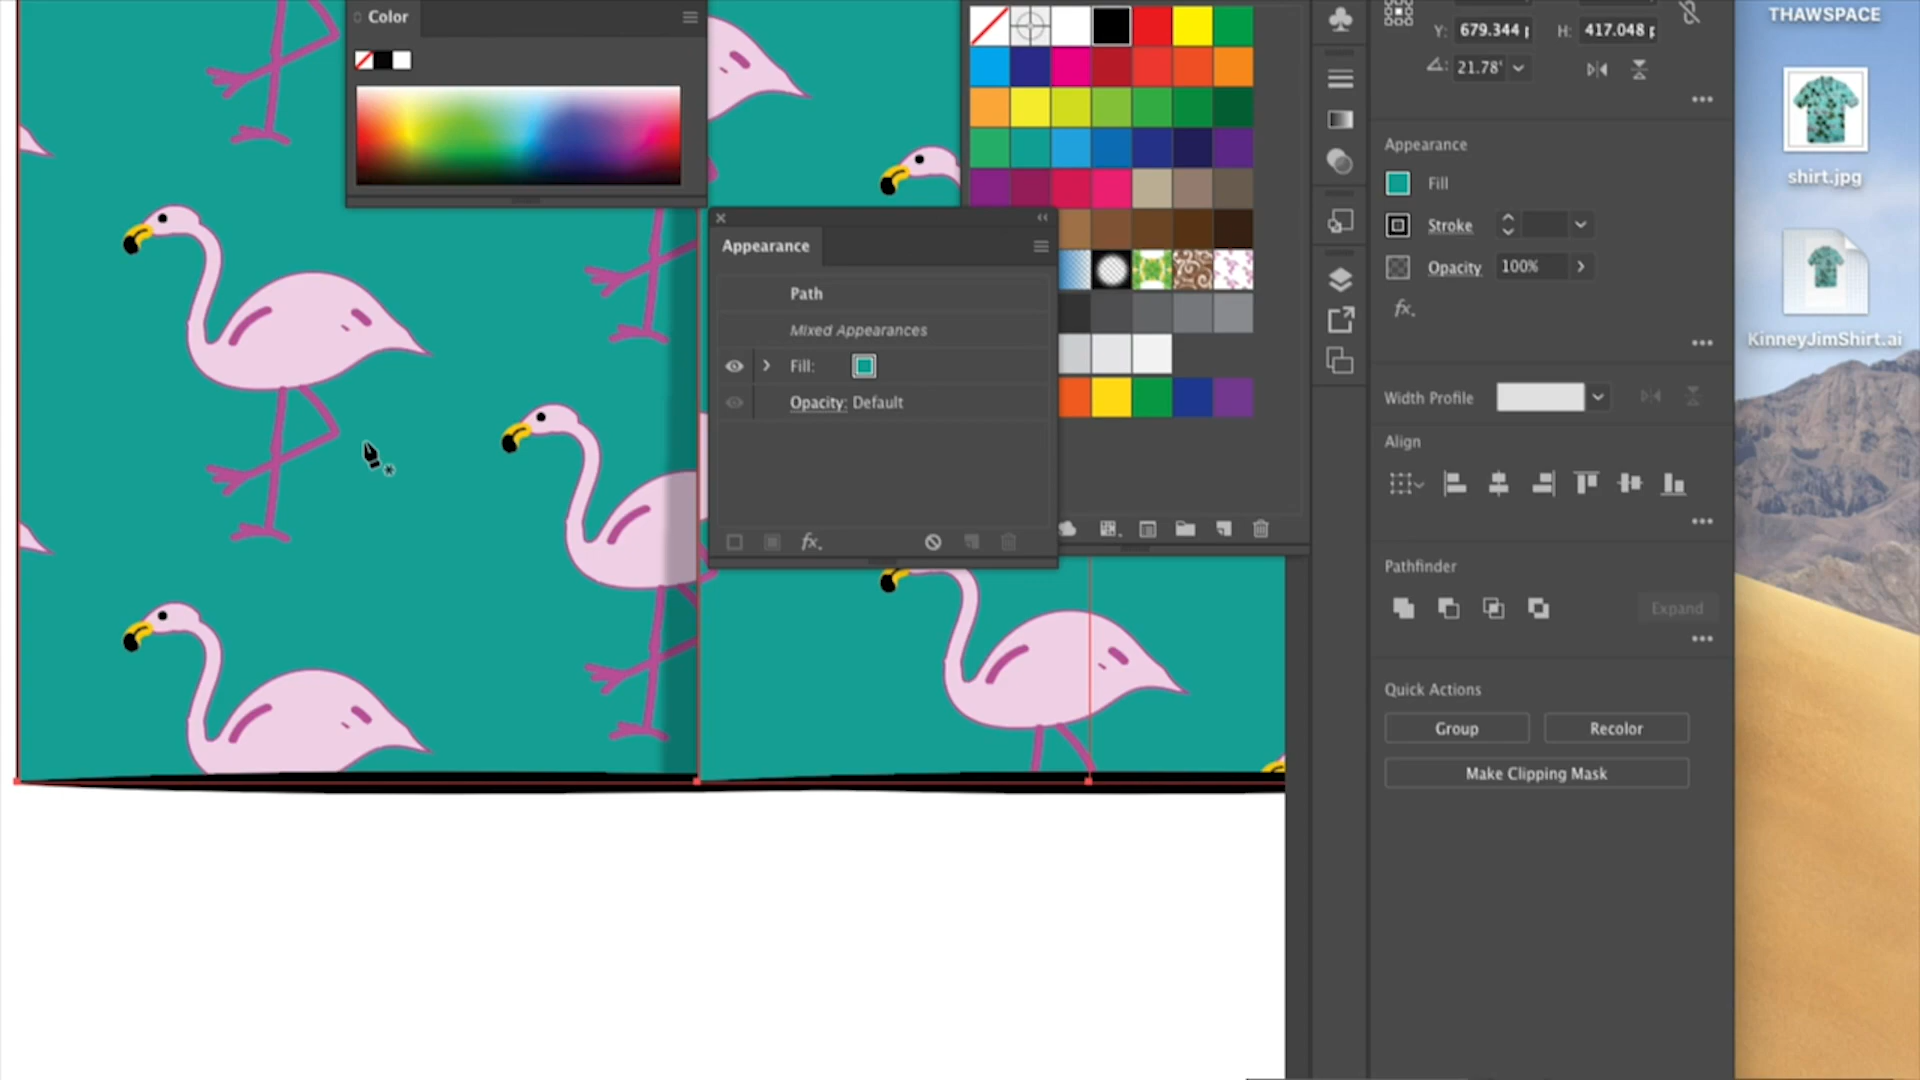 Color
Y: 679.344 p H: 417.048 p
21.78°
Appearance
Fill
Stroke
Opacity 100%
fx.
Width Profile
Align
Pathfinder
Expand
Quick Actions
Group Recolor
Make Clipping Mask
Appearance
Path
Mixed Appearances
Fill:
Opacity: Default
fx.
THAWSPACE
shirt.jpg
KinneyJimShirt.ai